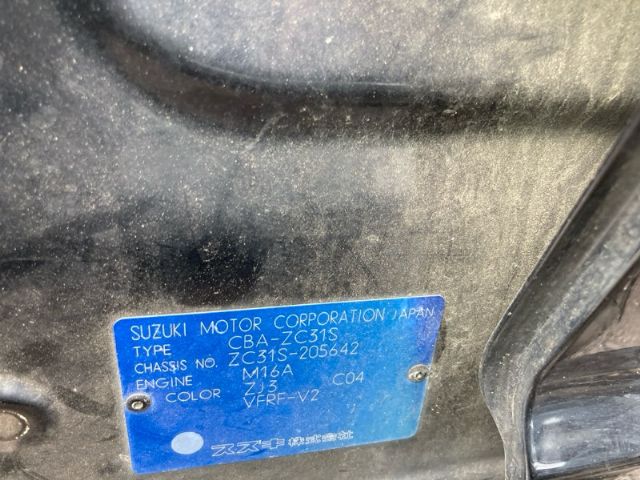 SUZUKI MOTOR CORPORATION JAPAN
TYPE CBA-ZC31S
CHASSIS NO. ZC31S-205642
ENGINE M16A
COLOR ZJ3 C04
VFRF-V2
スズキ株式会社